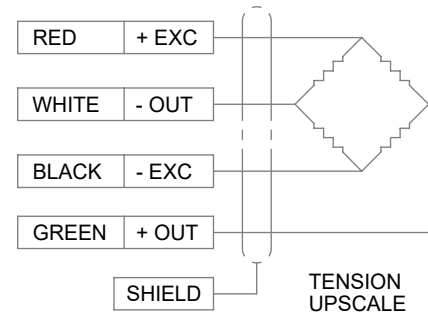 RED + EXC
WHITE - OUT
BLACK - EXC
GREEN + OUT
SHIELD
TENSION
UPSCALE